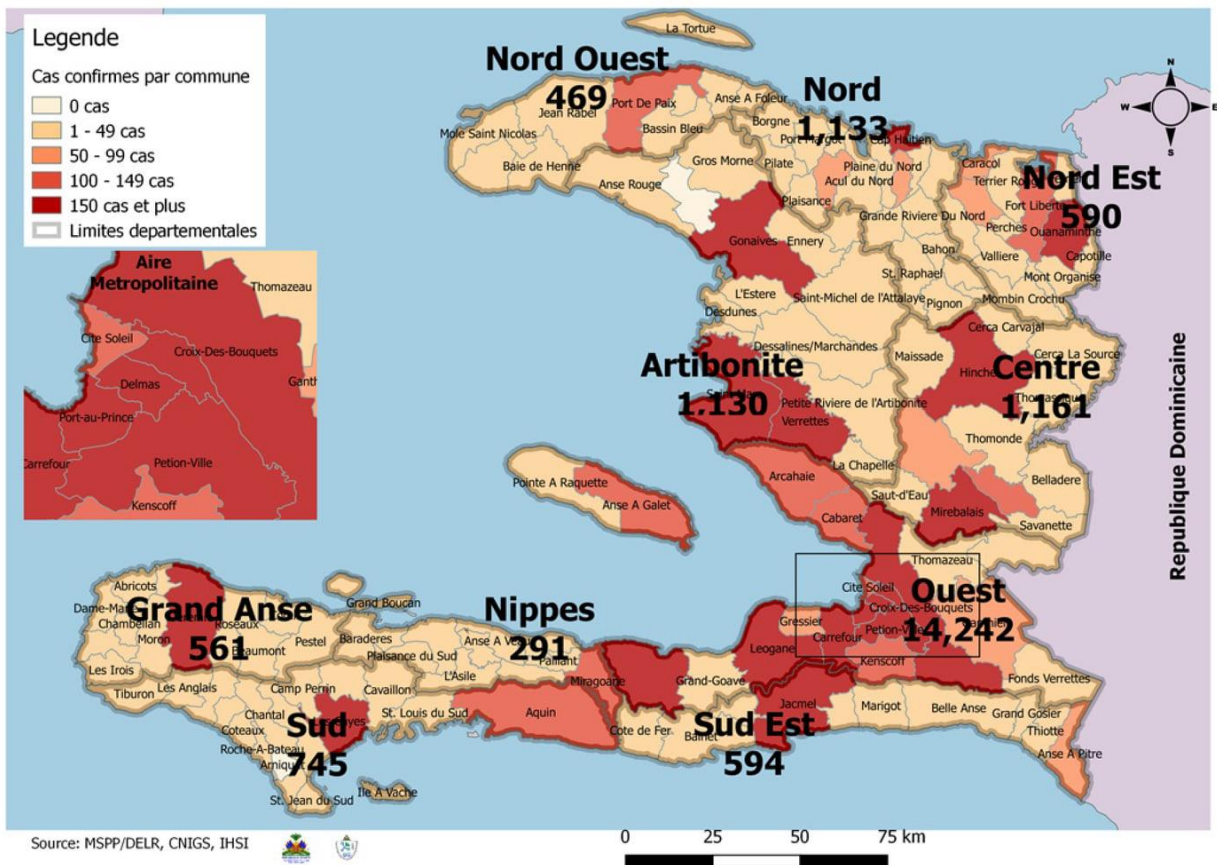 Legende
Cas confirmes par commune
0 cas
1 - 49 cas
50 - 99 cas
100 - 149 cas
150 cas et plus
Limites departementales
Aire
Metropolitaine
Thomazeau
Cite Soleil
Croix-Des-Bouquets
Delmas
Port-au-Prince
Petion-Ville
Kenscoff
La Tortue
Nord Ouest
469
Port De Paix
Jean Rabel
Mole Saint Nicolas
Bassin Bleu
Baie de Henne
Anse A Foleur
Nord
1,133
Borgne
Port Margot
Cap Haitien
Pilate
Plaine du Nord
Acul du Nord
Plaisance
Grande Riviere Du Nord
Bahon
St. Raphael
Pignon
N
W
E
S
Caracol
Terrier Rouge
Nord Est
590
Fort Liberte
Perches
Ouanaminthe
Capotille
Valliere
Mont Organise
Mombin Crochu
Gros Morne
Anse Rouge
Gonaives
Ennery
Saint-Michel de l'Attalaye
L'Estere
Desdunes
Dessalines/Marchandes
Artibonite
1.130
Petite Riviere de l'Artibonite
Verrettes
La Chapelle
Cerca Carvajal
Maissade
Cerca La Source
Centre
1,161
Thomonde
Belladere
Saut-d'Eau
Mirebalais
Savanette
Republique Dominicaine
Pointe A Raquette
Anse A Galet
Arcahaie
Cabaret
Thomazeau
Cite Soleil
Ouest
14,242
Croix-Des-Bouquets
Gressier
Carrefour
Petion-Ville
Leogane
Kenscoff
Grand-Goave
Fonds Verrettes
Abricots
Grand Anse
561
Chambellan
Roseaux
Moron
Beaumont
Pestel
Les Irois
Grand Boucan
Baraderes
Nippes
291
Plaisance du Sud
L'Asile
Paillant
Miragoane
Tiburon
Les Anglais
Camp Perrin
Cavaillon
Chantal
Sud
745
Coteaux
Roche-A-Bateau
St. Louis du Sud
Aquin
St. Jean du Sud
Ile A Vache
Cote de Fer
Bainet
Sud Est
594
Jacmel
Marigot
Belle Anse
Grand Gosier
Thiotte
Anse A Pitre
Source: MSPP/DELR, CNIGS, IHSI
0 25 50 75 km